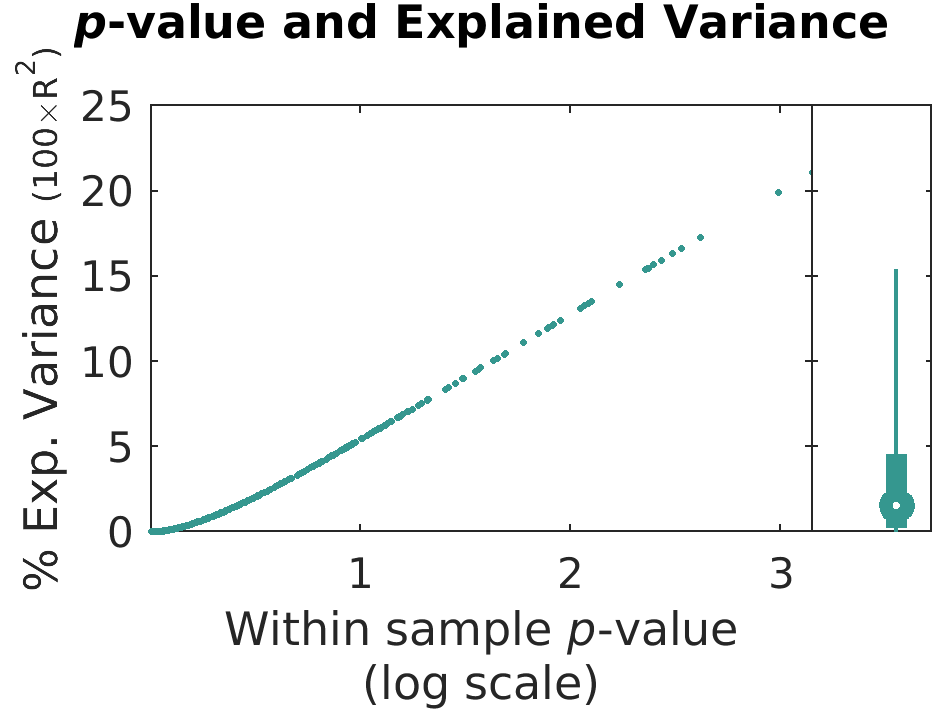 p-value and Explained Variance
% Exp. Variance (100×R²)
25
20
15
10
5
0
1 2 3
Within sample p-value
(log scale)